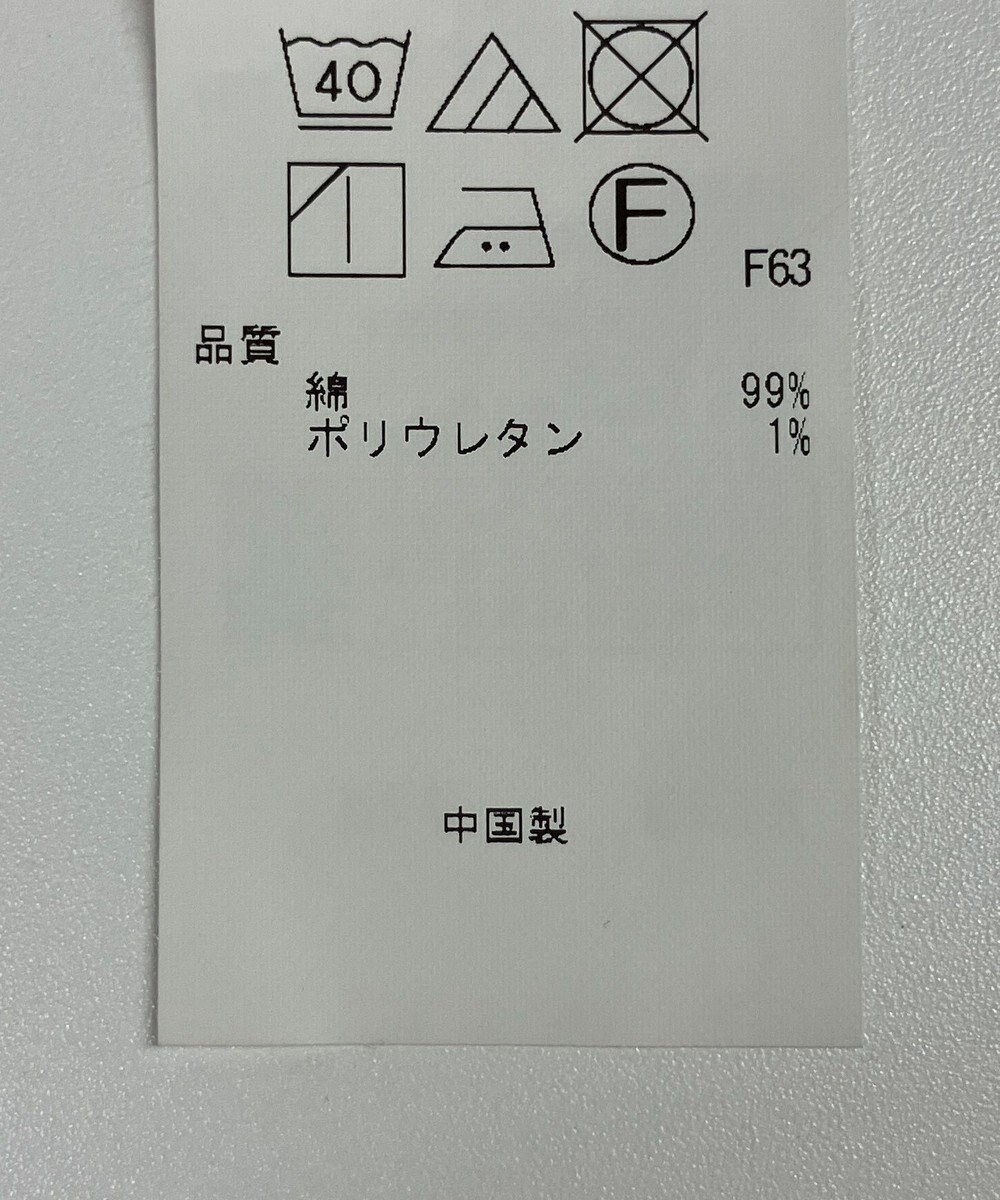 40
F
F63
品質
綿 99%
ポリウレタン 1%
中国製